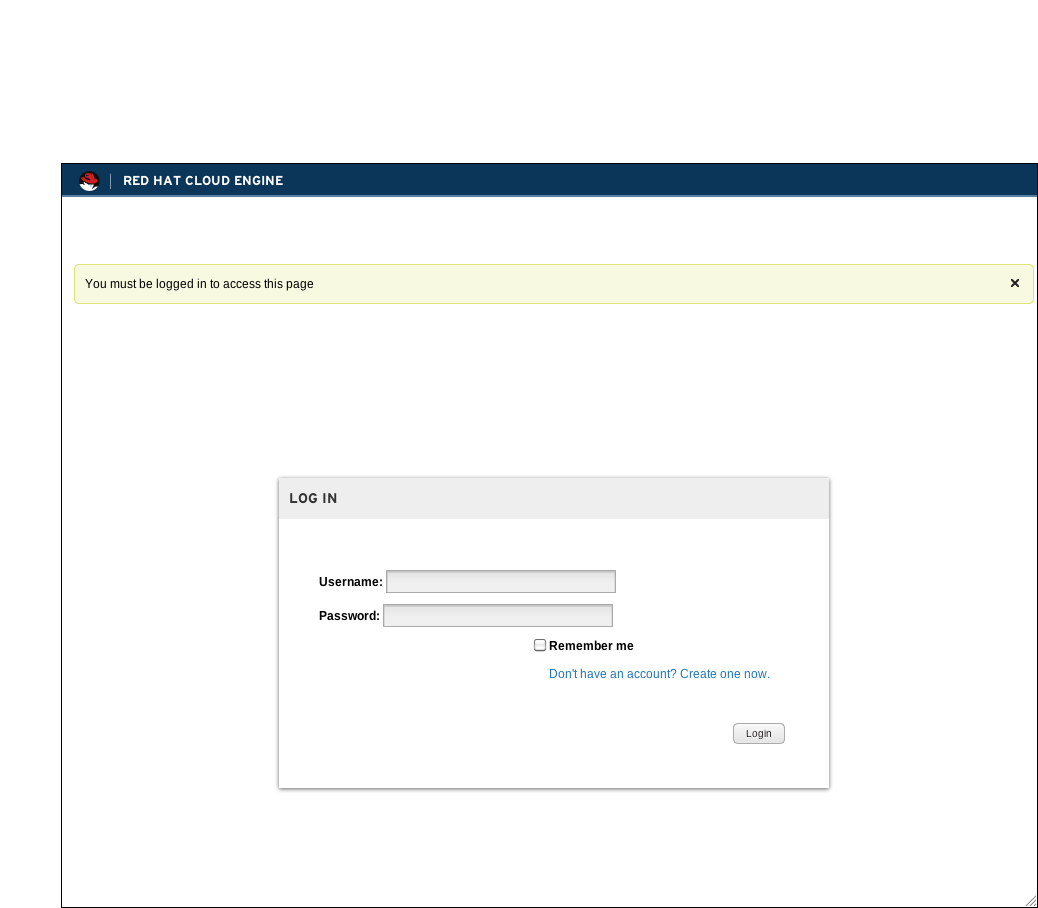 RED HAT CLOUD ENGINE
You must be logged in to access this page
LOG IN
Username:
Password:
Remember me
Don't have an account? Create one now.
Login